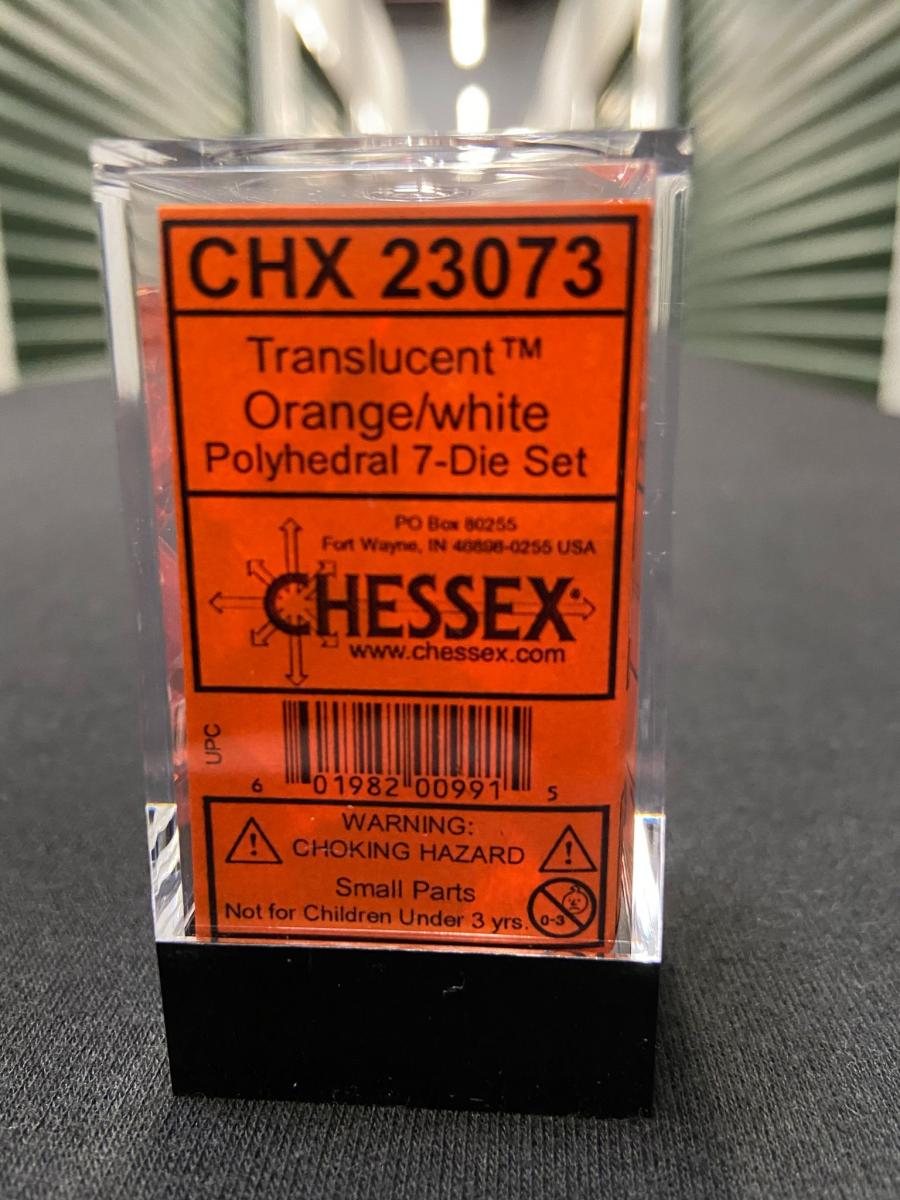 CHX 23073
Translucent™
Orange/white
Polyhedral 7-Die Set
PO Box 80255
Fort Wayne, IN 46898-0255 USA
CHESSEX
www.chessex.com
UPC
6 01982 00991 5
WARNING:
CHOKING HAZARD
Small Parts
Not for Children Under 3 yrs.
0-3